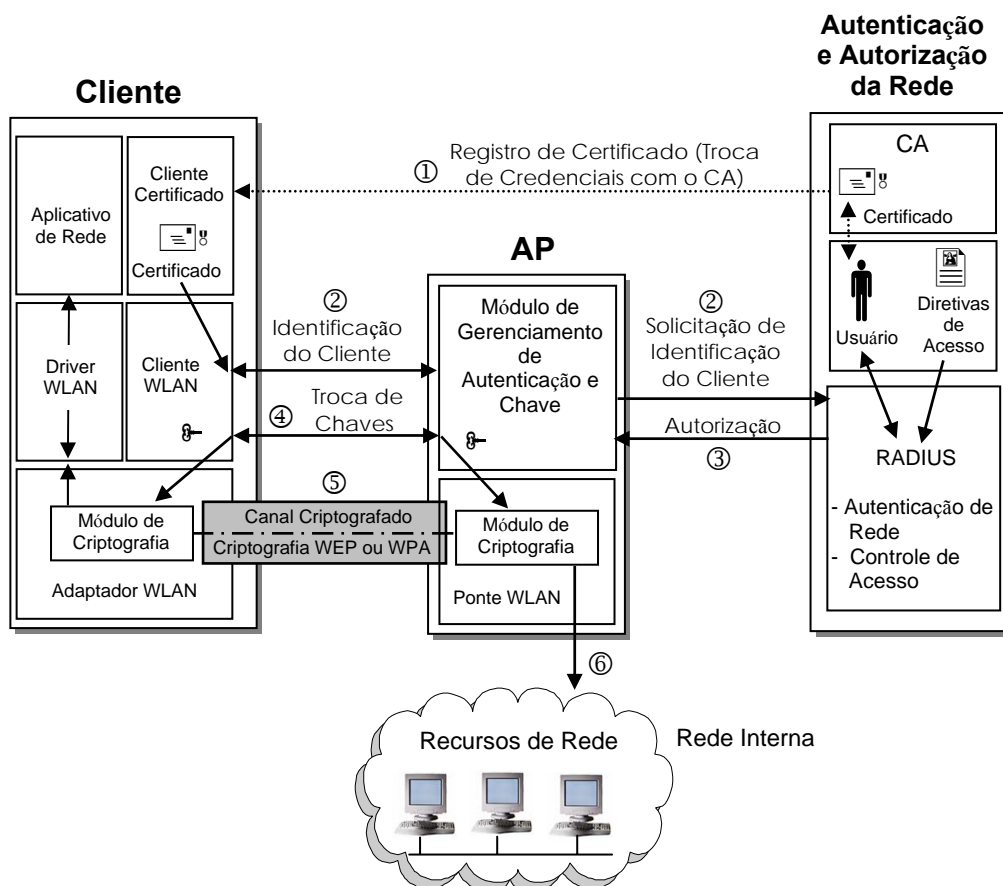 Autenticação
e Autorização
da Rede
Cliente
① Registro de Certificado (Troca
de Credenciais com o CA)
CA
Certificado
Aplicativo
de Rede
Cliente
Certificado
Certificado
AP
②
Identificação
do Cliente
Módulo de
Gerenciamento
de
Autenticação e
Chave
②
Solicitação de
Identificação
do Cliente
Usuário
Diretivas
de
Acesso
Driver
WLAN
Cliente
WLAN
④ Troca de
Chaves
Autorização
③
RADIUS
- Autenticação de
Rede
- Controle de
Acesso
⑤
Canal Criptografado
Criptografia WEP ou WPA
Módulo de
Criptografia
Adaptador WLAN
Módulo de
Criptografia
Ponte WLAN
⑥
Recursos de Rede
Rede Interna